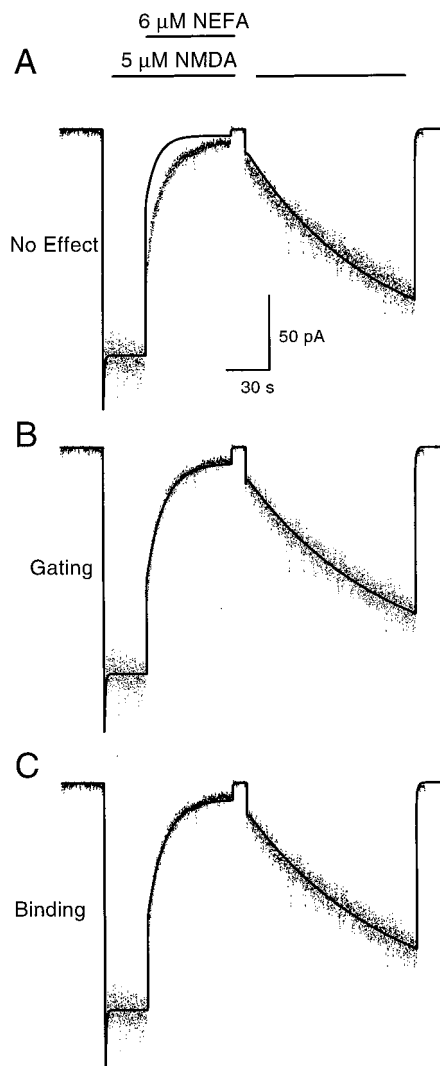 6 μM NEFA
A
5 μM NMDA
No Effect
50 pA
30 s
B
Gating
C
Binding